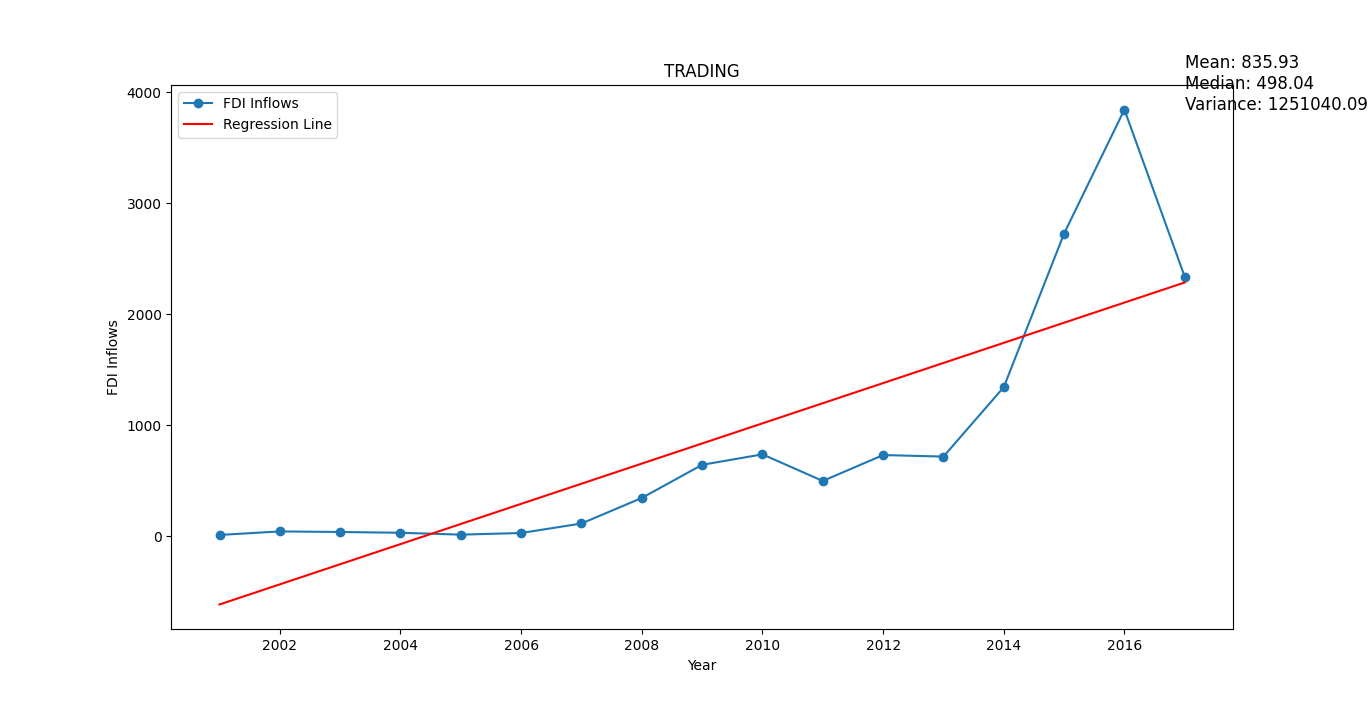 TRADING
Mean: 835.93
Median: 498.04
Variance: 1251040.09
FDI Inflows
Regression Line
4000
3000
2000
1000
0
FDI Inflows
2002 2004 2006 2008 2010 2012 2014 2016
Year